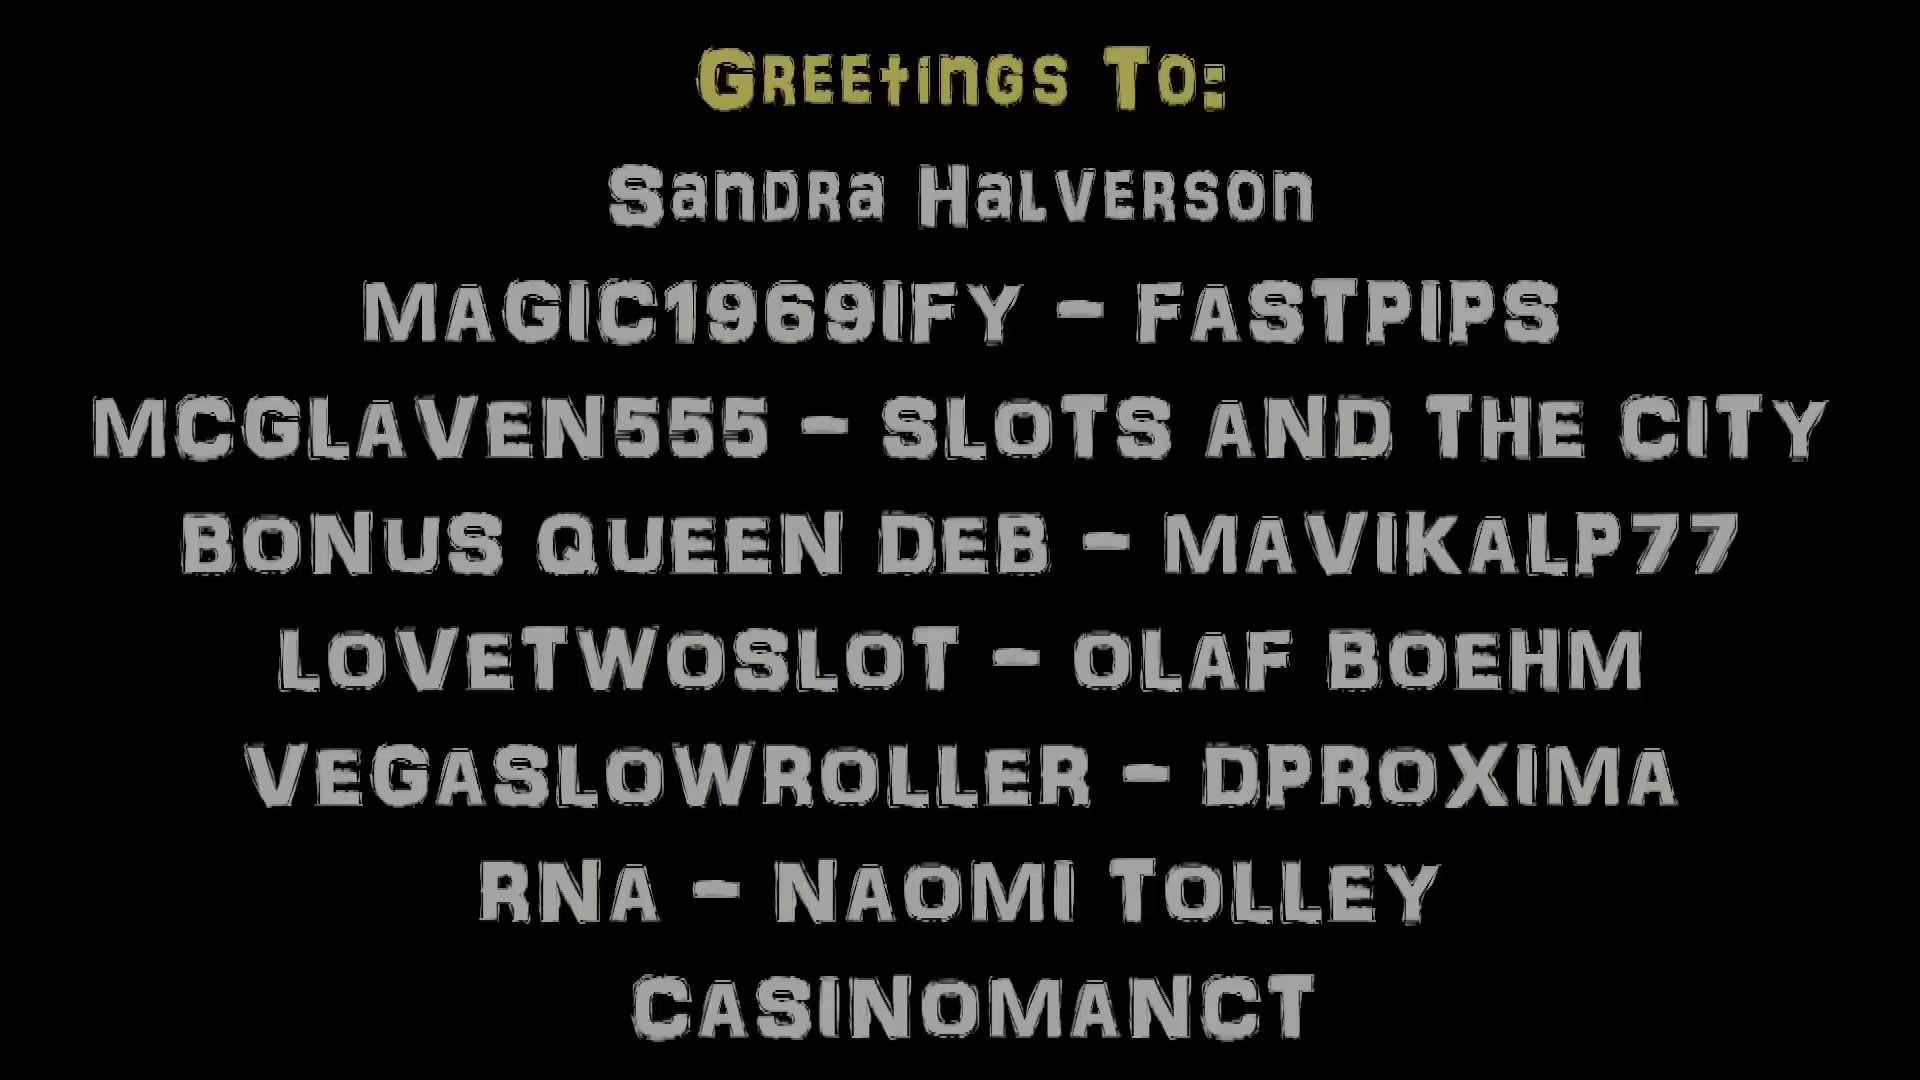 Greetings To:
Sandra Halverson
MAGIC1969IFY - FASTPIPS
MCGLAVEN555 - SLOTS AND THE CITY
BONUS QUEEN DEB - MAVIKALP77
LOVETWOSLOT - OLAF BOEHM
VEGASLOWROLLER - DPROXIMA
RNA - NAOMI TOLLEY
CASINOMANCT